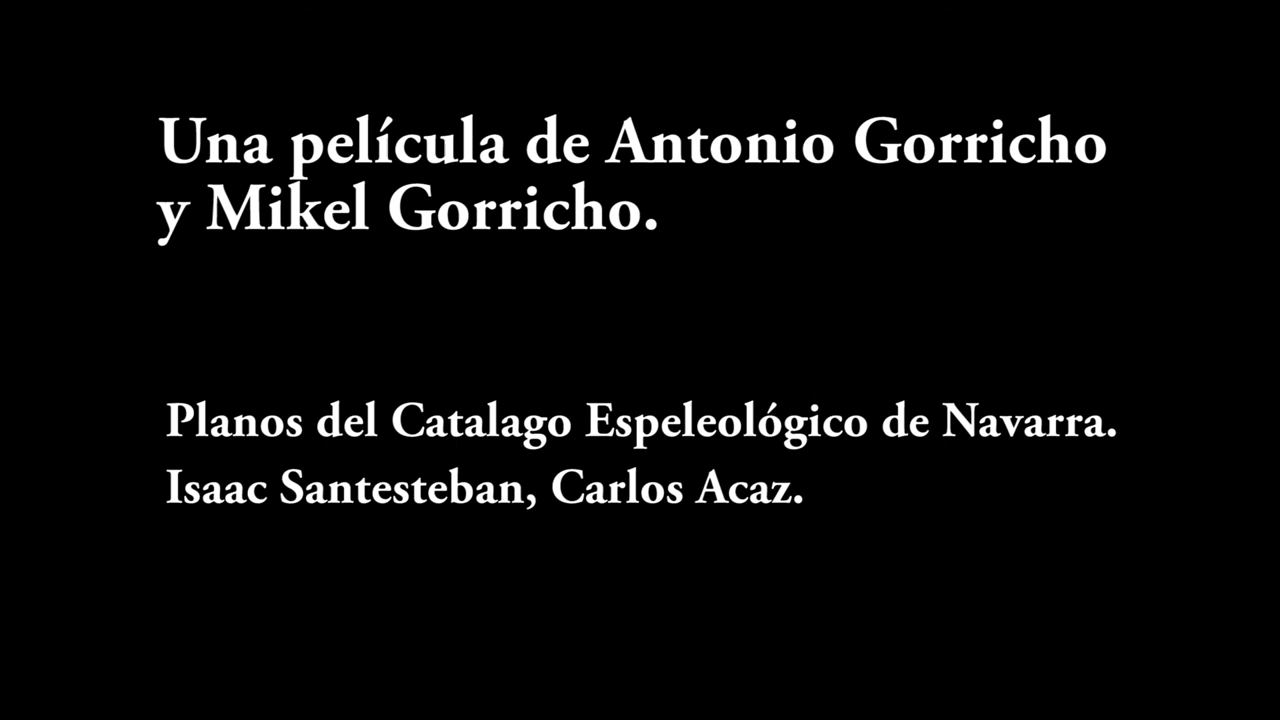 Una película de Antonio Gorricho
y Mikel Gorricho.
Planos del Catalago Espeleológico de Navarra.
Isaac Santesteban, Carlos Acaz.